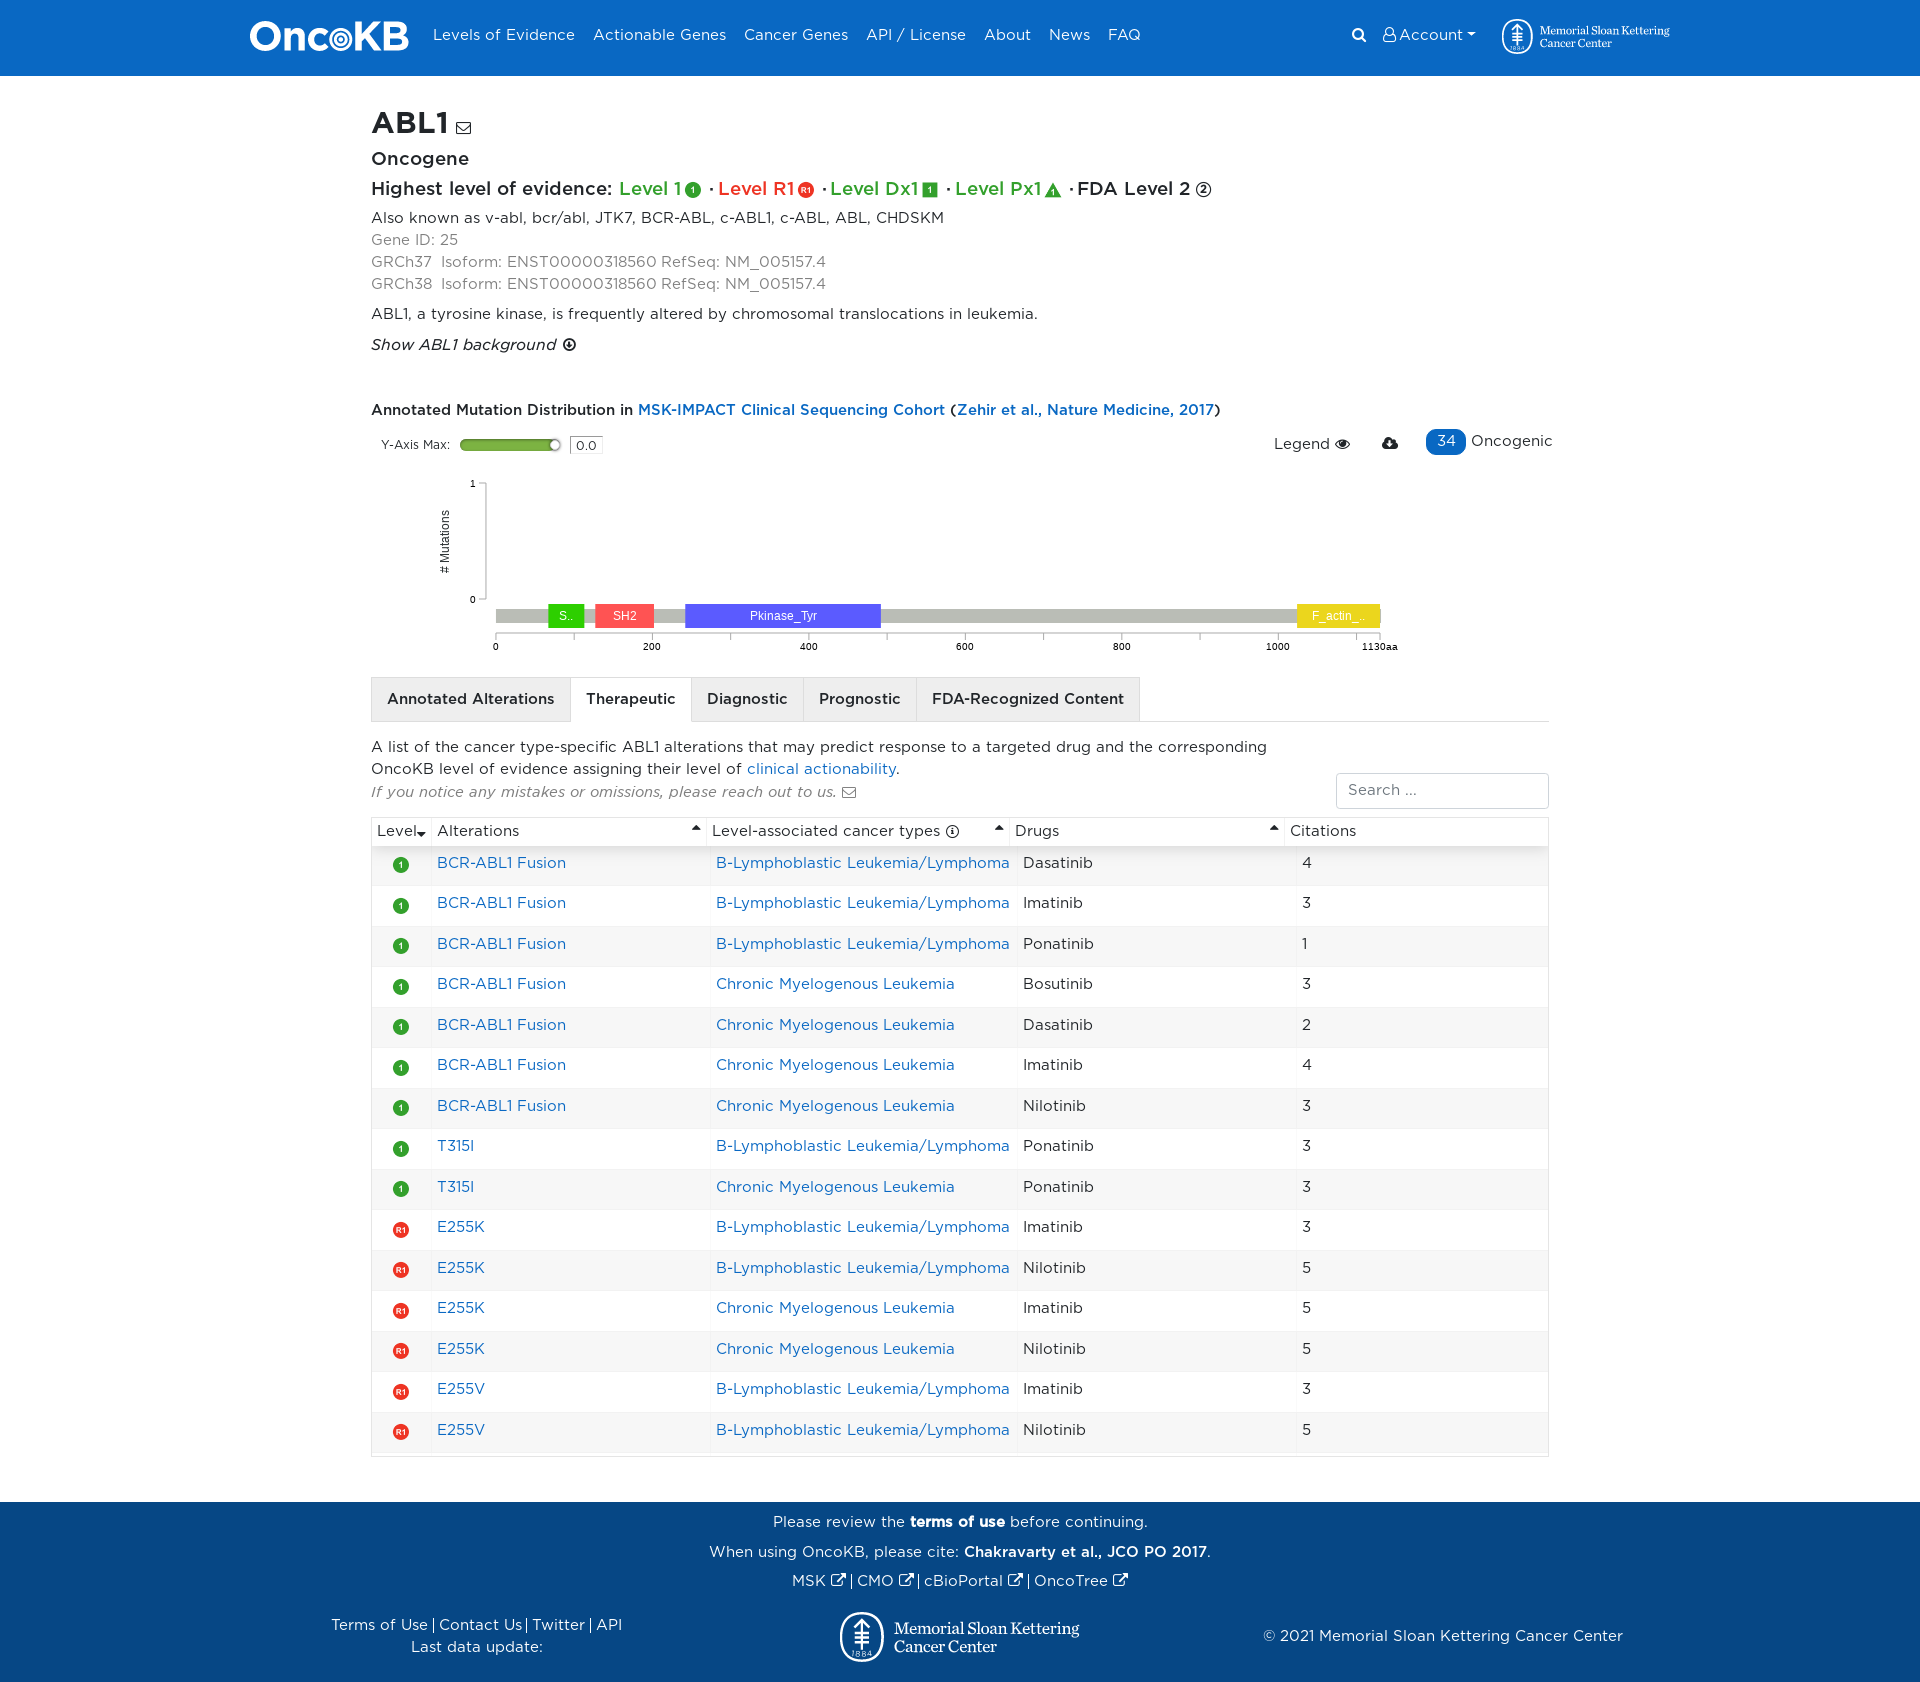 OncoKB Levels of Evidence Actionable Genes Cancer Genes API / License About News FAQ Account Memorial Sloan Kettering Cancer Center 1884
ABL1
Oncogene
Highest level of evidence: Level 1 1 · Level R1 R1 · Level Dx1 1 · Level Px1 1 · FDA Level 2 2
Also known as v-abl, bcr/abl, JTK7, BCR-ABL, c-ABL1, c-ABL, ABL, CHDSKM
Gene ID: 25
GRCh37 Isoform: ENST00000318560 RefSeq: NM_005157.4
GRCh38 Isoform: ENST00000318560 RefSeq: NM_005157.4
ABL1, a tyrosine kinase, is frequently altered by chromosomal translocations in leukemia.
Show ABL1 background
Annotated Mutation Distribution in MSK-IMPACT Clinical Sequencing Cohort (Zehir et al., Nature Medicine, 2017)
Y-Axis Max: 0.0 Legend 34 Oncogenic
1
# Mutations
0
S.. SH2 Pkinase_Tyr F_actin_..
0 200 400 600 800 1000 1130aa
Annotated Alterations Therapeutic Diagnostic Prognostic FDA-Recognized Content
A list of the cancer type-specific ABL1 alterations that may predict response to a targeted drug and the corresponding
OncoKB level of evidence assigning their level of clinical actionability.
If you notice any mistakes or omissions, please reach out to us.
Search ...
Level Alterations Level-associated cancer types Drugs Citations
1 BCR-ABL1 Fusion B-Lymphoblastic Leukemia/Lymphoma Dasatinib 4
1 BCR-ABL1 Fusion B-Lymphoblastic Leukemia/Lymphoma Imatinib 3
1 BCR-ABL1 Fusion B-Lymphoblastic Leukemia/Lymphoma Ponatinib 1
1 BCR-ABL1 Fusion Chronic Myelogenous Leukemia Bosutinib 3
1 BCR-ABL1 Fusion Chronic Myelogenous Leukemia Dasatinib 2
1 BCR-ABL1 Fusion Chronic Myelogenous Leukemia Imatinib 4
1 BCR-ABL1 Fusion Chronic Myelogenous Leukemia Nilotinib 3
1 T315I B-Lymphoblastic Leukemia/Lymphoma Ponatinib 3
1 T315I Chronic Myelogenous Leukemia Ponatinib 3
R1 E255K B-Lymphoblastic Leukemia/Lymphoma Imatinib 3
R1 E255K B-Lymphoblastic Leukemia/Lymphoma Nilotinib 5
R1 E255K Chronic Myelogenous Leukemia Imatinib 5
R1 E255K Chronic Myelogenous Leukemia Nilotinib 5
R1 E255V B-Lymphoblastic Leukemia/Lymphoma Imatinib 3
R1 E255V B-Lymphoblastic Leukemia/Lymphoma Nilotinib 5
Please review the terms of use before continuing.
When using OncoKB, please cite: Chakravarty et al., JCO PO 2017.
MSK | CMO | cBioPortal | OncoTree
Terms of Use | Contact Us | Twitter | API
Last data update:
1884 Memorial Sloan Kettering
Cancer Center
© 2021 Memorial Sloan Kettering Cancer Center